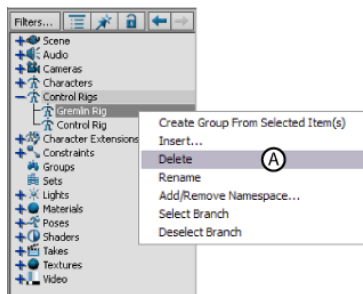 Filters...
Scene
Audio
Cameras
Characters
Control Rigs
Gremlin Rig
Control Rig
Character Extensions
Constraints
Groups
Sets
Lights
Materials
Poses
Shaders
Takes
Textures
Video
Create Group From Selected Item(s)
Insert...
Delete A
Rename
Add/Remove Namespace...
Select Branch
Deselect Branch